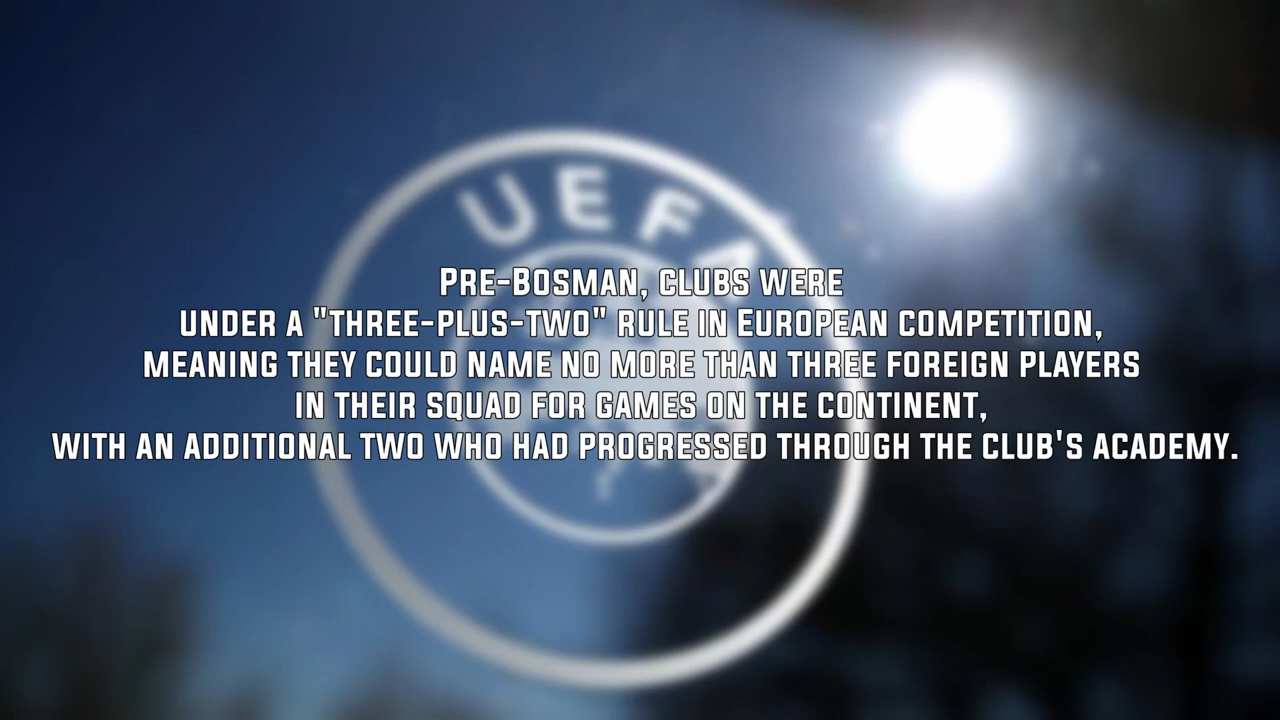 UEFA
Pre-Bosman, clubs were
under a "three-plus-two" rule in European competition,
meaning they could name no more than three foreign players
in their squad for games on the continent,
with an additional two who had progressed through the club's academy.